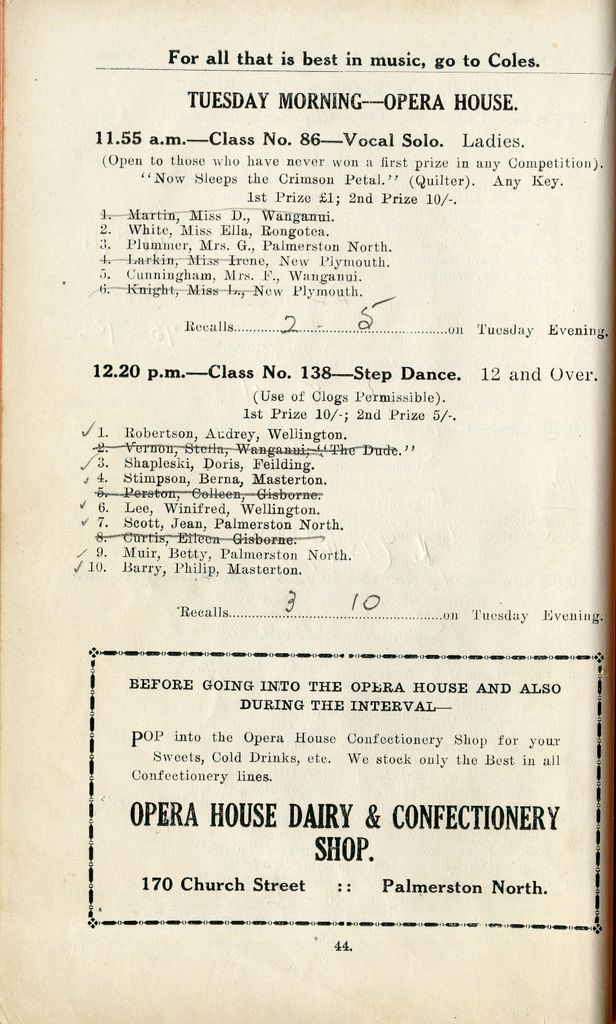 For all that is best in music, go to Coles.
TUESDAY MORNING—OPERA HOUSE.
11.55 a.m.—Class No. 86—Vocal Solo. Ladies.
(Open to those who have never won a first prize in any Competition).
"Now Sleeps the Crimson Petal." (Quilter). Any Key.
1st Prize £1; 2nd Prize 10/-.
1. Martin, Miss D., Wanganui.
2. White, Miss Ella, Rongotea.
3. Plummer, Mrs. G., Palmerston North.
4. Larkin, Miss Irene, New Plymouth.
5. Cunningham, Mrs. F., Wanganui.
6. Knight, Miss L., New Plymouth.
Recalls............2 - 5..................on Tuesday Evening.
12.20 p.m.—Class No. 138—Step Dance. 12 and Over.
(Use of Clogs Permissible).
1st Prize 10/-; 2nd Prize 5/-.
✓ 1. Robertson, Audrey, Wellington.
2. Vernon, Stella, Wanganui; "The Dude."
✓ 3. Shapleski, Doris, Feilding.
✓ 4. Stimpson, Berna, Masterton.
5. Perston, Colleen, Gisborne.
✓ 6. Lee, Winifred, Wellington.
✓ 7. Scott, Jean, Palmerston North.
8. Curtis, Eileen Gisborne.
✓ 9. Muir, Betty, Palmerston North.
✓ 10. Barry, Philip, Masterton.
Recalls............3 10..................on Tuesday Evening.
BEFORE GOING INTO THE OPERA HOUSE AND ALSO
DURING THE INTERVAL—
POP into the Opera House Confectionery Shop for your
Sweets, Cold Drinks, etc. We stock only the Best in all
Confectionery lines.
OPERA HOUSE DAIRY & CONFECTIONERY
SHOP.
170 Church Street :: Palmerston North.
44.